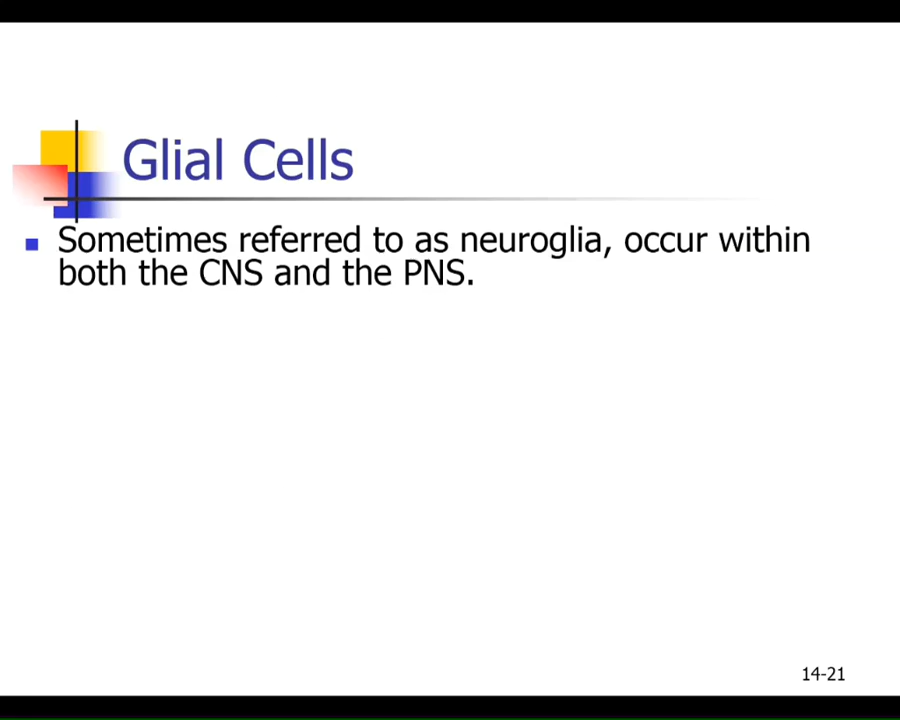 Glial Cells
Sometimes referred to as neuroglia, occur within
both the CNS and the PNS.
14-21